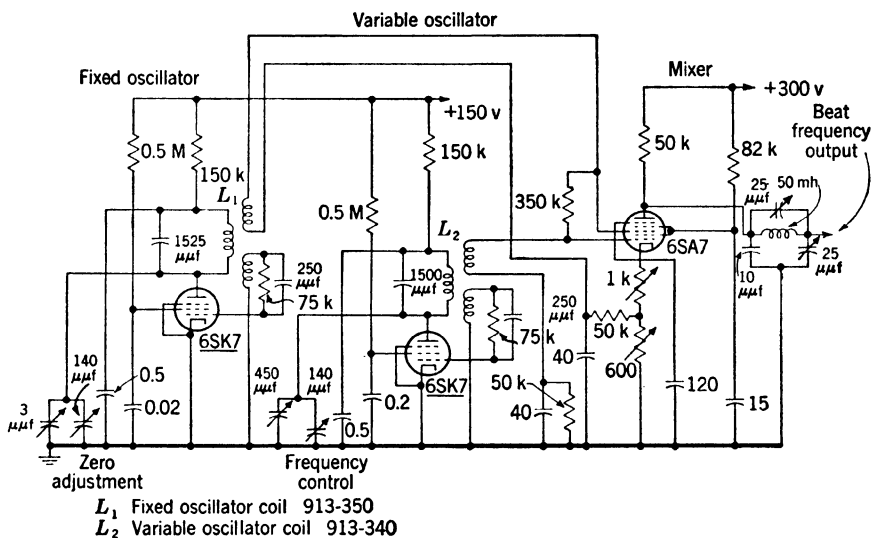 Variable oscillator
Fixed oscillator
Mixer
+300 v
+150 v
Beat
frequency
output
0.5 M
150 k
150 k
50 k
82 k
L₁
350 k
25
μμf
50 mh
0.5 M
L₂
1525
μμf
250
μμf
1500
μμf
6SA7
75 k
1 k
10
μμf
25
μμf
6SK7
75 k
250
μμf
50 k
140
μμf
450
μμf
140
μμf
6SK7
600
3
μμf
0.5
0.02
0.2
50 k
40
40
120
15
0.5
Zero
adjustment
Frequency
control
L₁ Fixed oscillator coil 913-350
L₂ Variable oscillator coil 913-340